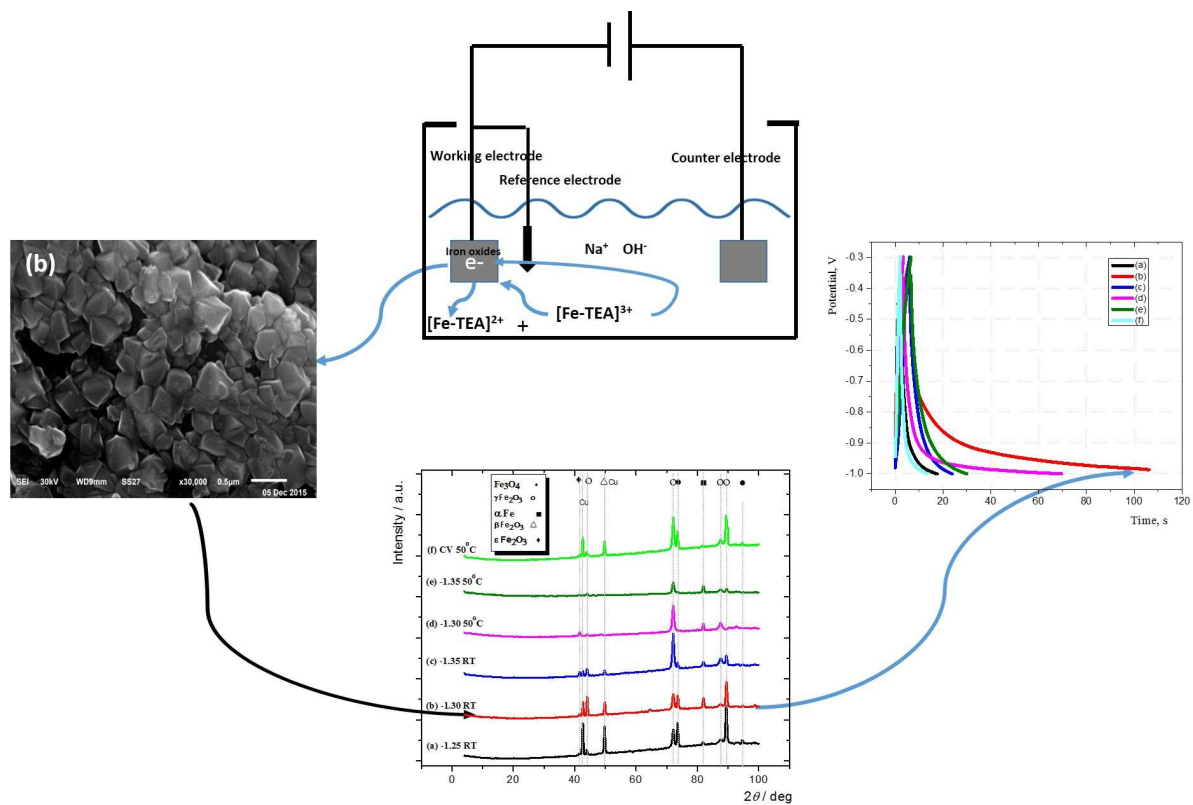 Working electrode
Counter electrode
Reference electrode
Iron oxides
e-
Na⁺ OH⁻
[Fe-TEA]²⁺ + [Fe-TEA]³⁺
(b)
SEI 30kV WD9mm SS27 x30,000 0.5µm
05 Dec 2015
Potential, V
-0.3
-0.4
-0.5
-0.6
-0.7
-0.8
-0.9
-1.0
0 20 40 60 80 100 120
Time, s
(a)
(b)
(c)
(d)
(e)
(f)
Intensity / a.u.
Fe₃O₄
γFe₂O₃
αFe
βFe₂O₃
εFe₂O₃
Cu
Cu
(f) CV 50°C
(e) -1.35 50°C
(d) -1.30 50°C
(c) -1.35 RT
(b) -1.30 RT
(a) -1.25 RT
0 20 40 60 80 100
2θ / deg